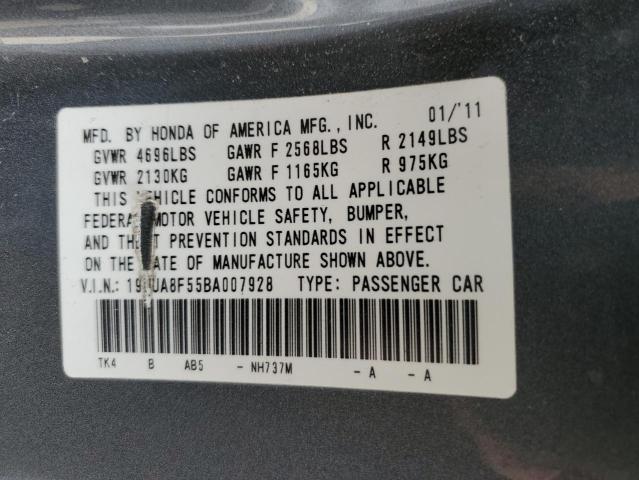 MFD. BY HONDA OF AMERICA MFG., INC. 01/'11
GVWR 4696LBS GAWR F 2568LBS R 2149LBS
GVWR 2130KG GAWR F 1165KG R 975KG
THIS VEHICLE CONFORMS TO ALL APPLICABLE
FEDERAL MOTOR VEHICLE SAFETY, BUMPER,
AND THEFT PREVENTION STANDARDS IN EFFECT
ON THE DATE OF MANUFACTURE SHOWN ABOVE.
V.I.N.: 19UUA8F55BA007928 TYPE: PASSENGER CAR
TK4 B AB5 - NH737M - A - A